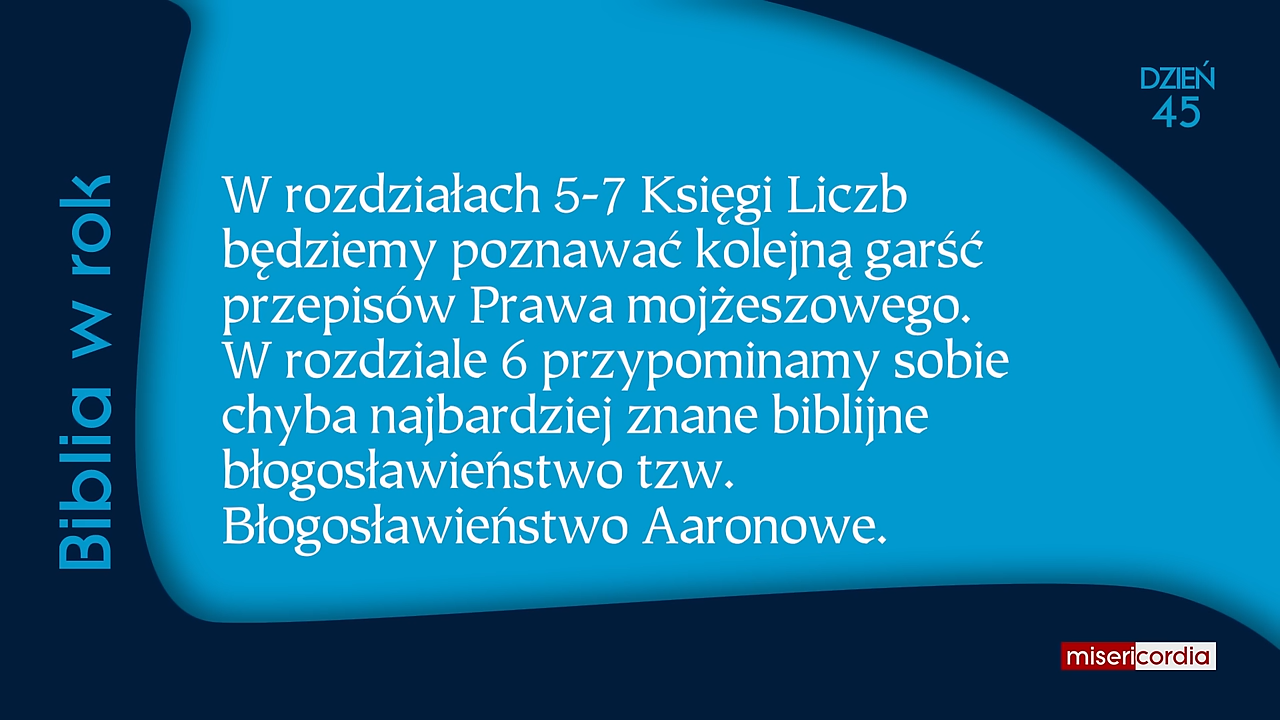 Biblia w rok
DZIEŃ
45
W rozdziałach 5-7 Księgi Liczb
będziemy poznawać kolejną garść
przepisów Prawa mojżeszowego.
W rozdziale 6 przypominamy sobie
chyba najbardziej znane biblijne
błogosławieństwo tzw.
Błogosławieństwo Aaronowe.
misericordia